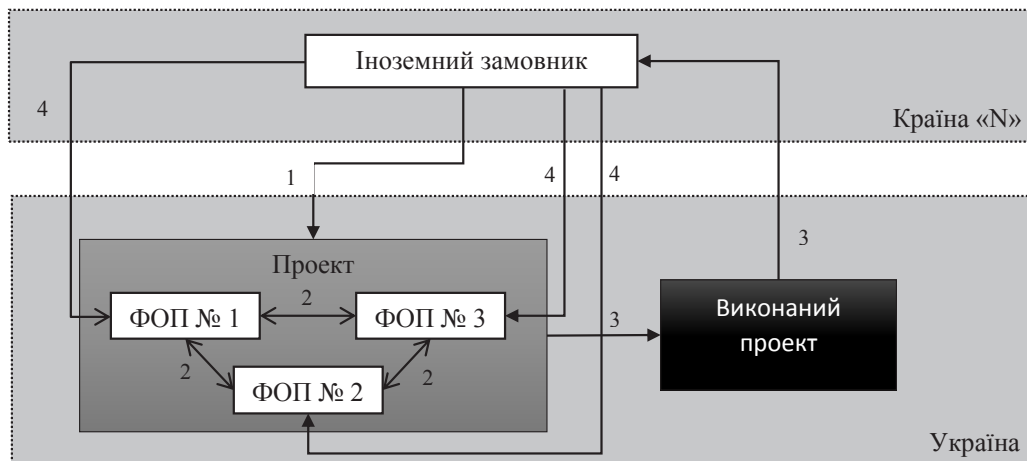 Іноземний замовник
4
Країна «N»
1
4
4
3
Проект
ФОП № 1
2
ФОП № 3
3
Виконаний
проект
2
2
ФОП № 2
Україна